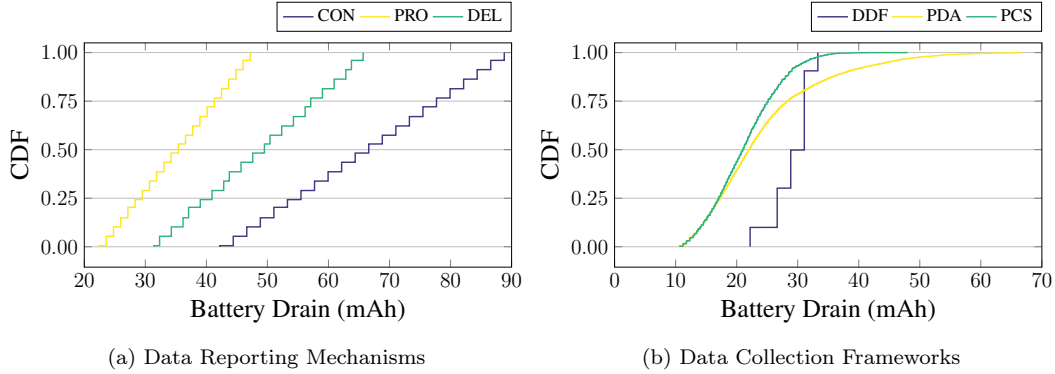 CON PRO DEL
1.00
0.75
0.50
0.25
0.00
CDF
20 30 40 50 60 70 80 90
Battery Drain (mAh)
(a) Data Reporting Mechanisms
DDF PDA PCS
1.00
0.75
0.50
0.25
0.00
CDF
0 10 20 30 40 50 60 70
Battery Drain (mAh)
(b) Data Collection Frameworks